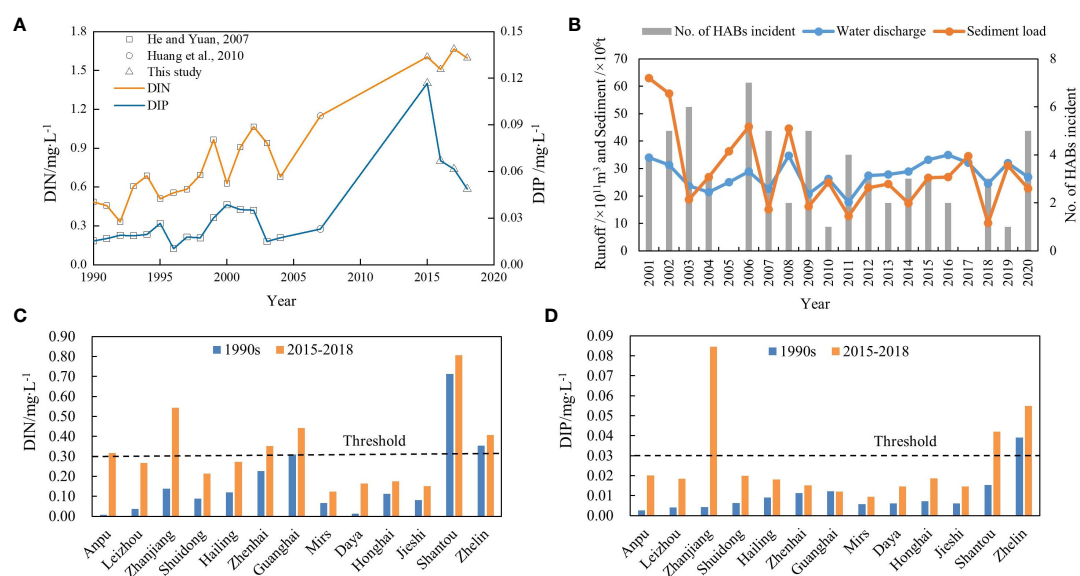 A
DIN/mg·L⁻¹
1.8
1.5
1.2
0.9
0.6
0.3
0.0
He and Yuan, 2007
Huang et al., 2010
This study
DIN
DIP
0.15
0.12
0.09
0.06
0.03
0.00
DIP /mg·L⁻¹
1990 1995 2000 2005 2010 2015 2020
Year
B
No. of HABs incident Water discharge Sediment load
Runoff /×10¹¹m³ and Sediment /×10⁶t
70
60
50
40
30
20
10
0
8
6
4
2
0
No. of HABs incident
2001 2002 2003 2004 2005 2006 2007 2008 2009 2010 2011 2012 2013 2014 2015 2016 2017 2018 2019 2020
Year
C
DIN/mg·L⁻¹
0.90
0.80
0.70
0.60
0.50
0.40
0.30
0.20
0.10
0.00
1990s 2015-2018
Threshold
Anpu Leizhou Zhanjiang Shuidong Hailing Zhenhai Guanghai Mirs Daya Honghai Jieshi Shantou Zhelin
D
DIP/mg·L⁻¹
0.09
0.08
0.07
0.06
0.05
0.04
0.03
0.02
0.01
0.00
1990s 2015-2018
Threshold
Anpu Leizhou Zhanjiang Shuidong Hailing Zhenhai Guanghai Mirs Daya Honghai Jieshi Shantou Zhelin